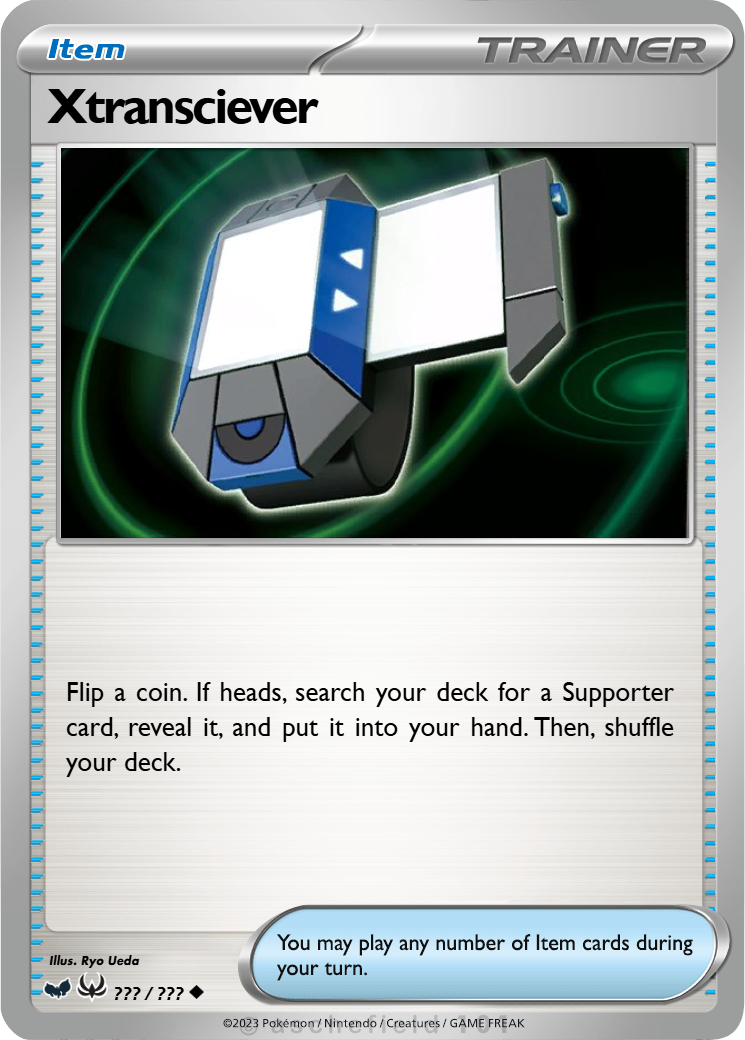 Item
TRAINER
Xtransciever
Flip a coin. If heads, search your deck for a Supporter
card, reveal it, and put it into your hand. Then, shuffle
your deck.
You may play any number of Item cards during
your turn.
Illus. Ryo Ueda
??? / ???
©2023 Pokémon / Nintendo / Creatures / GAME FREAK